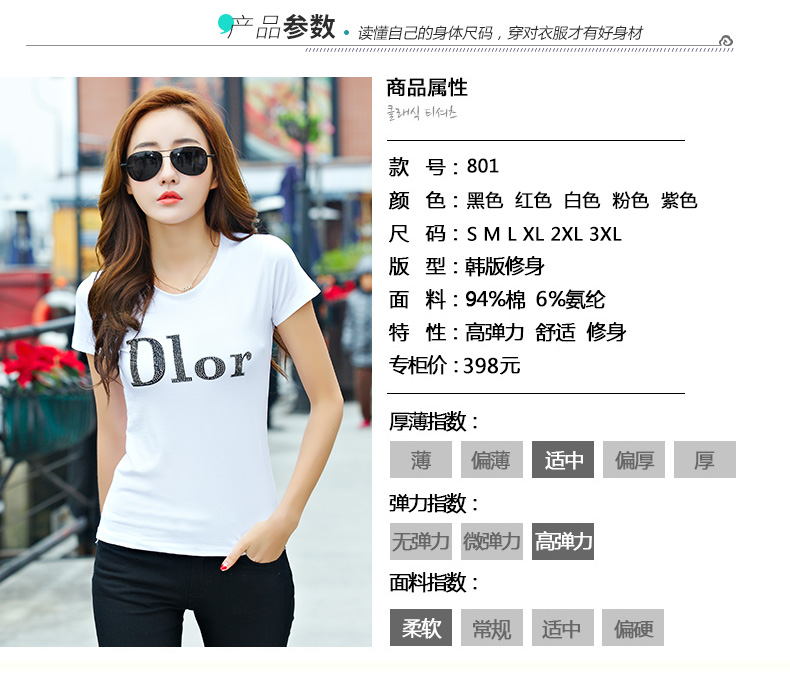 产品参数 • 读懂自己的身体尺码，穿对衣服才有好身材
商品属性
클래식 티셔츠
款 号：801
颜 色：黑色 红色 白色 粉色 紫色
尺 码：S M L XL 2XL 3XL
版 型：韩版修身
面 料：94%棉 6%氨纶
特 性：高弹力 舒适 修身
专柜价：398元
Dlor
厚薄指数：
薄 偏薄 适中 偏厚 厚
弹力指数：
无弹力 微弹力 高弹力
面料指数：
柔软 常规 适中 偏硬